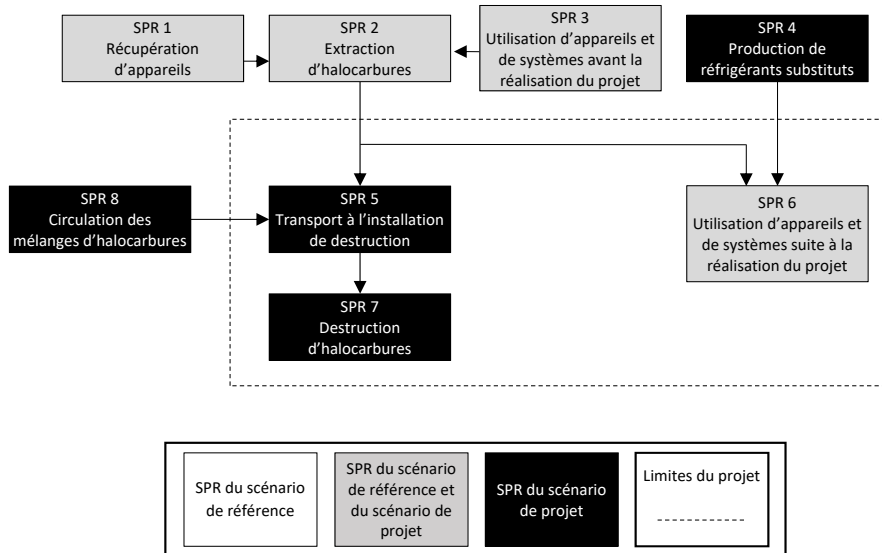 SPR 1
Récupération
d’appareils
SPR 2
Extraction
d’halocarbures
SPR 3
Utilisation d’appareils et
de systèmes avant la
réalisation du projet
SPR 4
Production de
réfrigérants substituts
SPR 8
Circulation des
mélanges d’halocarbures
SPR 5
Transport à l’installation
de destruction
SPR 6
Utilisation d’appareils et
de systèmes suite à la
réalisation du projet
SPR 7
Destruction
d’halocarbures
SPR du scénario
de référence
SPR du scénario
de référence et
du scénario de
projet
SPR du scénario
de projet
Limites du projet